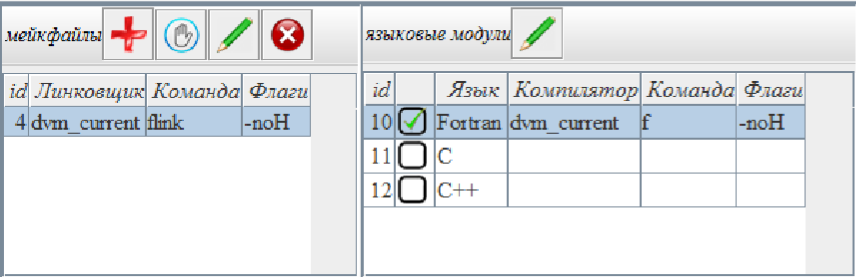 мейкфайлы
id Линковщик Команда Флаги
4 dvm_current flink -noH
языковые модули
id Язык Компилятор Команда Флаги
10 Fortran dvm_current f -noH
11 C
12 C++